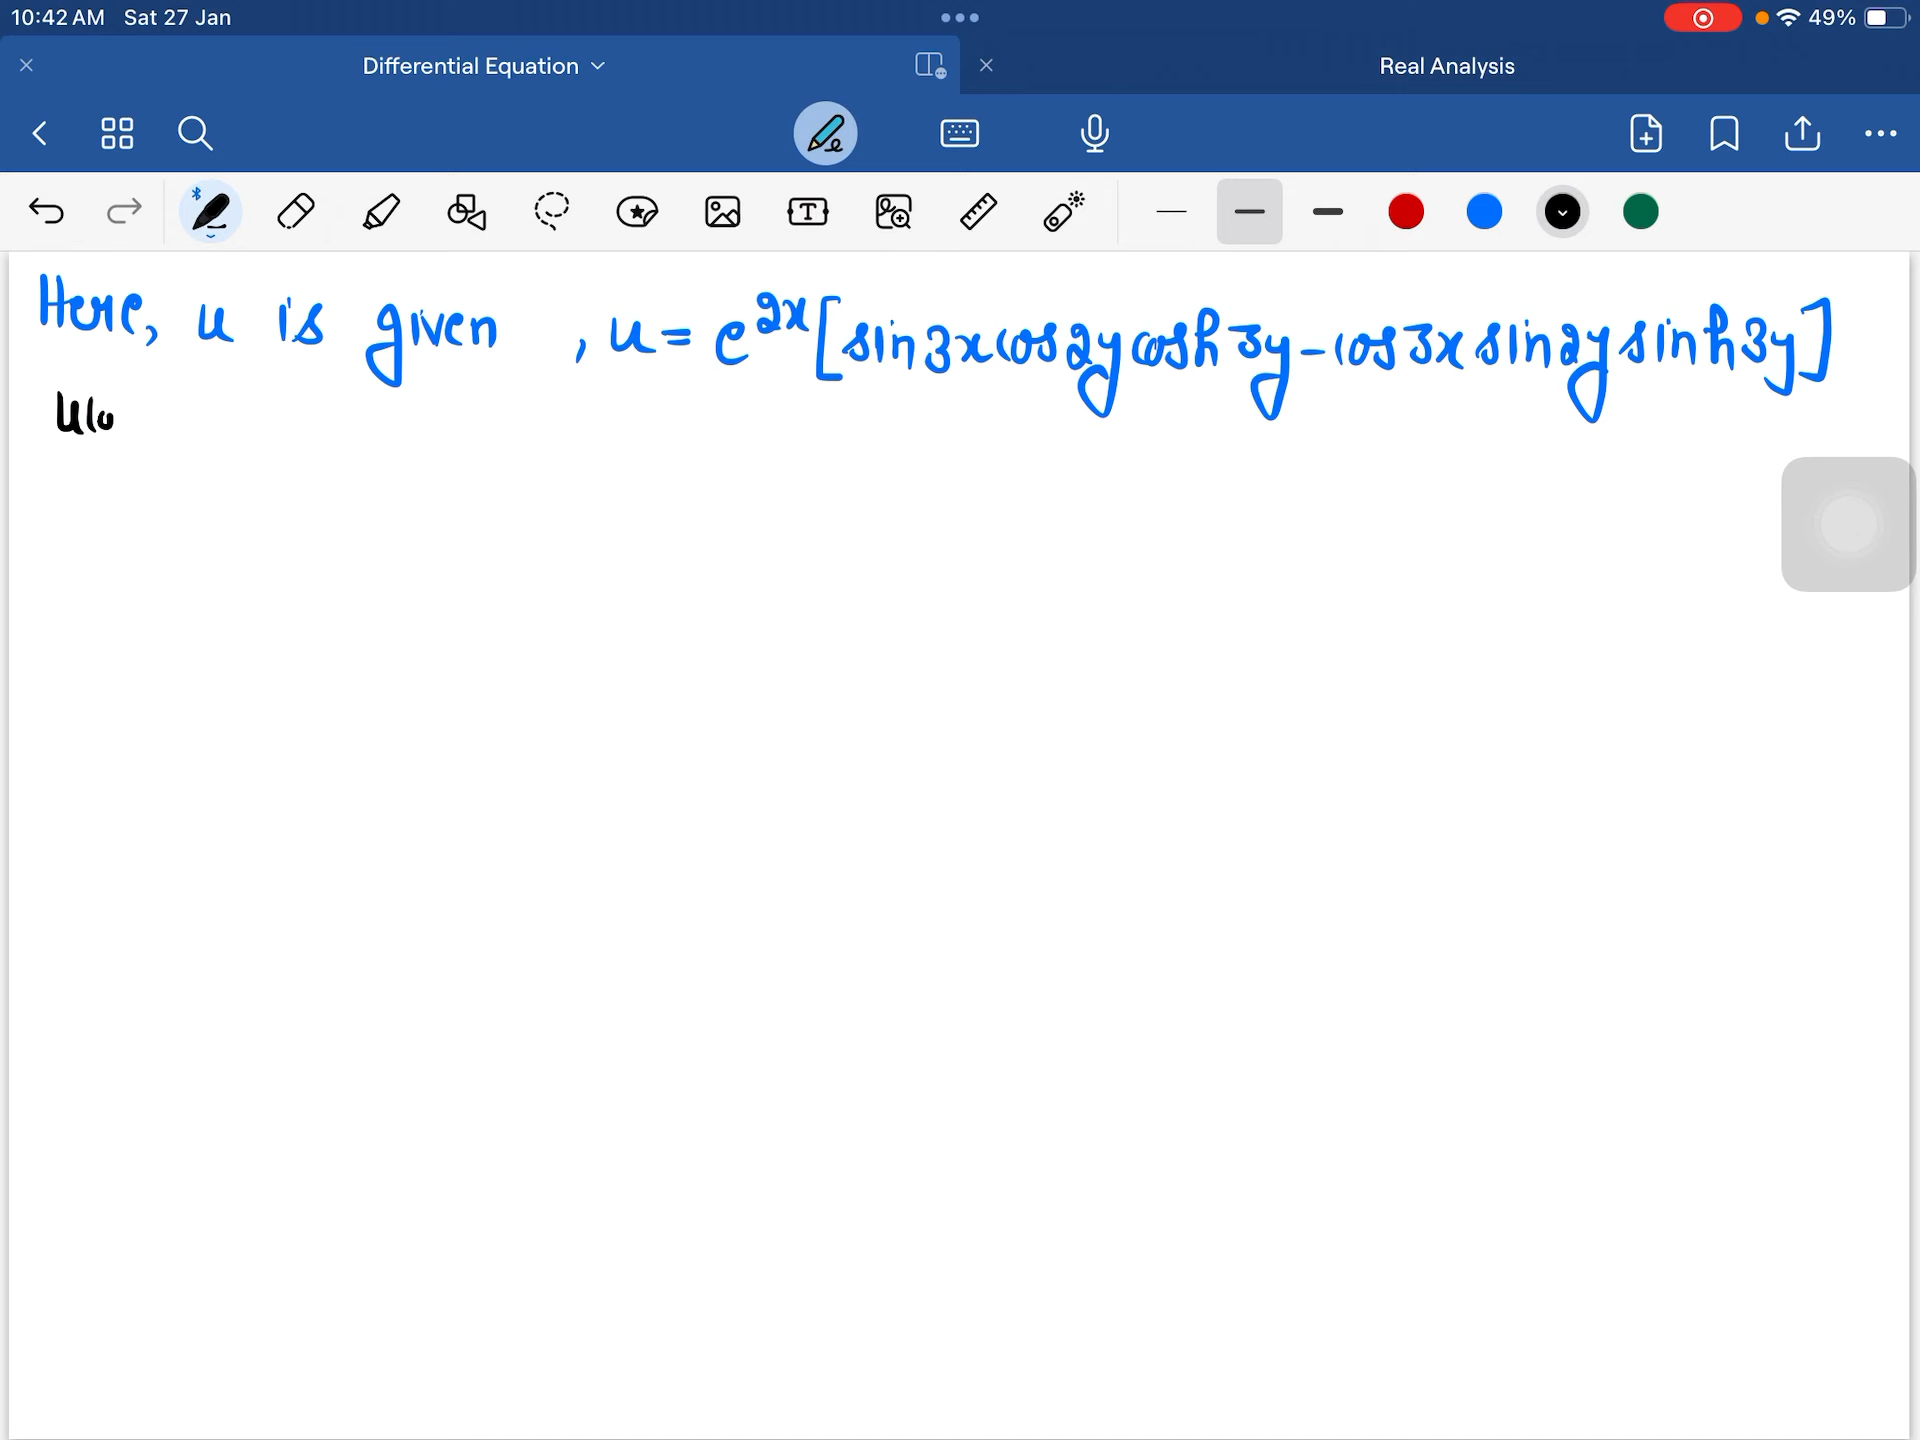 10:42 AM Sat 27 Jan 49%
Differential Equation Real Analysis
Here, u is given , u = e^{2x}[sin3x cos2y cosh3y - cos3x sin2y sinh3y]